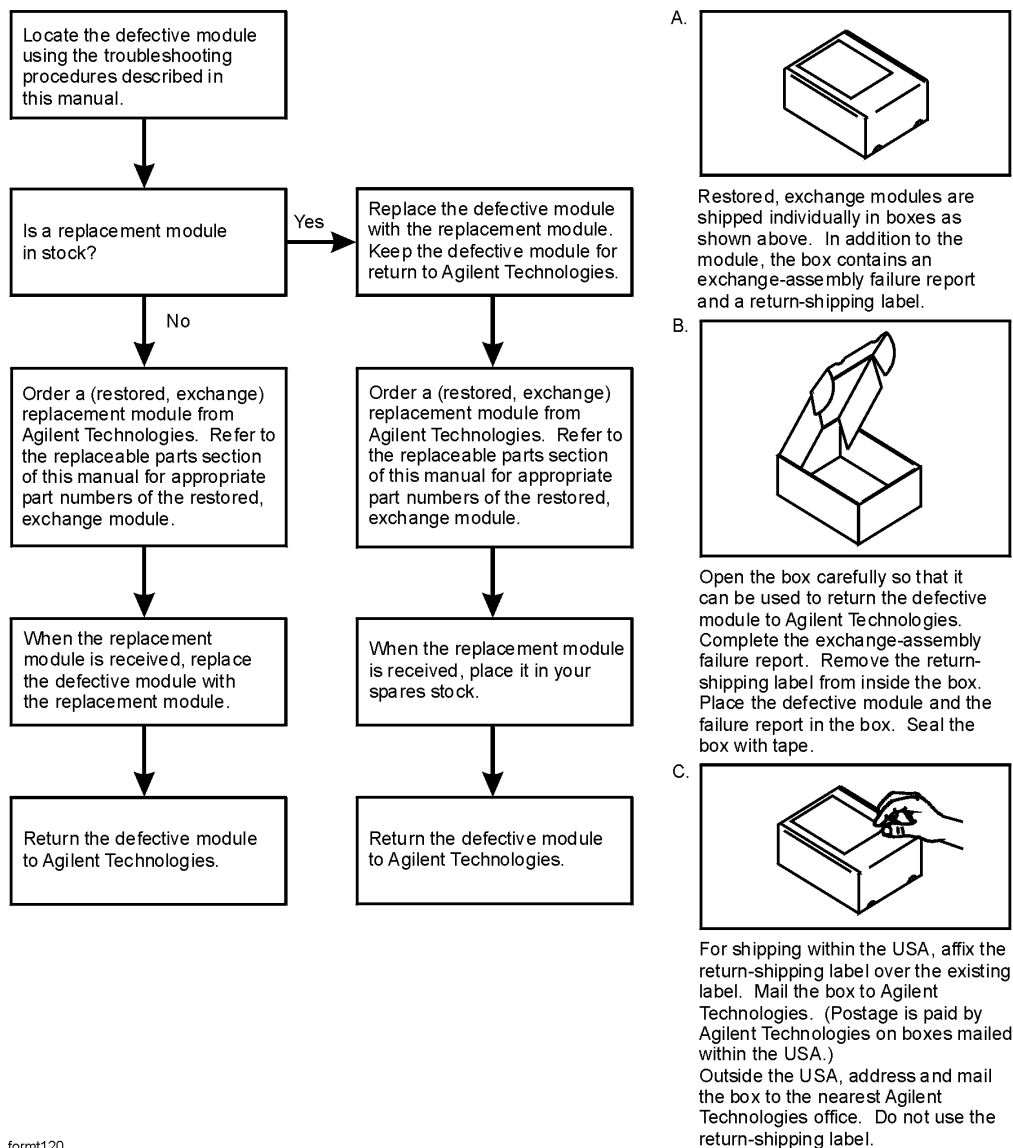 Locate the defective module
using the troubleshooting
procedures described in
this manual.
Is a replacement module
in stock?
Yes
Replace the defective module
with the replacement module.
Keep the defective module for
return to Agilent Technologies.
No
Order a (restored, exchange)
replacement module from
Agilent Technologies. Refer to
the replaceable parts section
of this manual for appropriate
part numbers of the restored,
exchange module.
Order a (restored, exchange)
replacement module from
Agilent Technologies. Refer to
the replaceable parts section
of this manual for appropriate
part numbers of the restored,
exchange module.
When the replacement
module is received, replace
the defective module with
the replacement module.
When the replacement module
is received, place it in your
spares stock.
Return the defective module
to Agilent Technologies.
Return the defective module
to Agilent Technologies.
A.
Restored, exchange modules are
shipped individually in boxes as
shown above. In addition to the
module, the box contains an
exchange-assembly failure report
and a return-shipping label.
B.
Open the box carefully so that it
can be used to return the defective
module to Agilent Technologies.
Complete the exchange-assembly
failure report. Remove the return-
shipping label from inside the box.
Place the defective module and the
failure report in the box. Seal the
box with tape.
C.
For shipping within the USA, affix the
return-shipping label over the existing
label. Mail the box to Agilent
Technologies. (Postage is paid by
Agilent Technologies on boxes mailed
within the USA.)
Outside the USA, address and mail
the box to the nearest Agilent
Technologies office. Do not use the
return-shipping label.
formt120